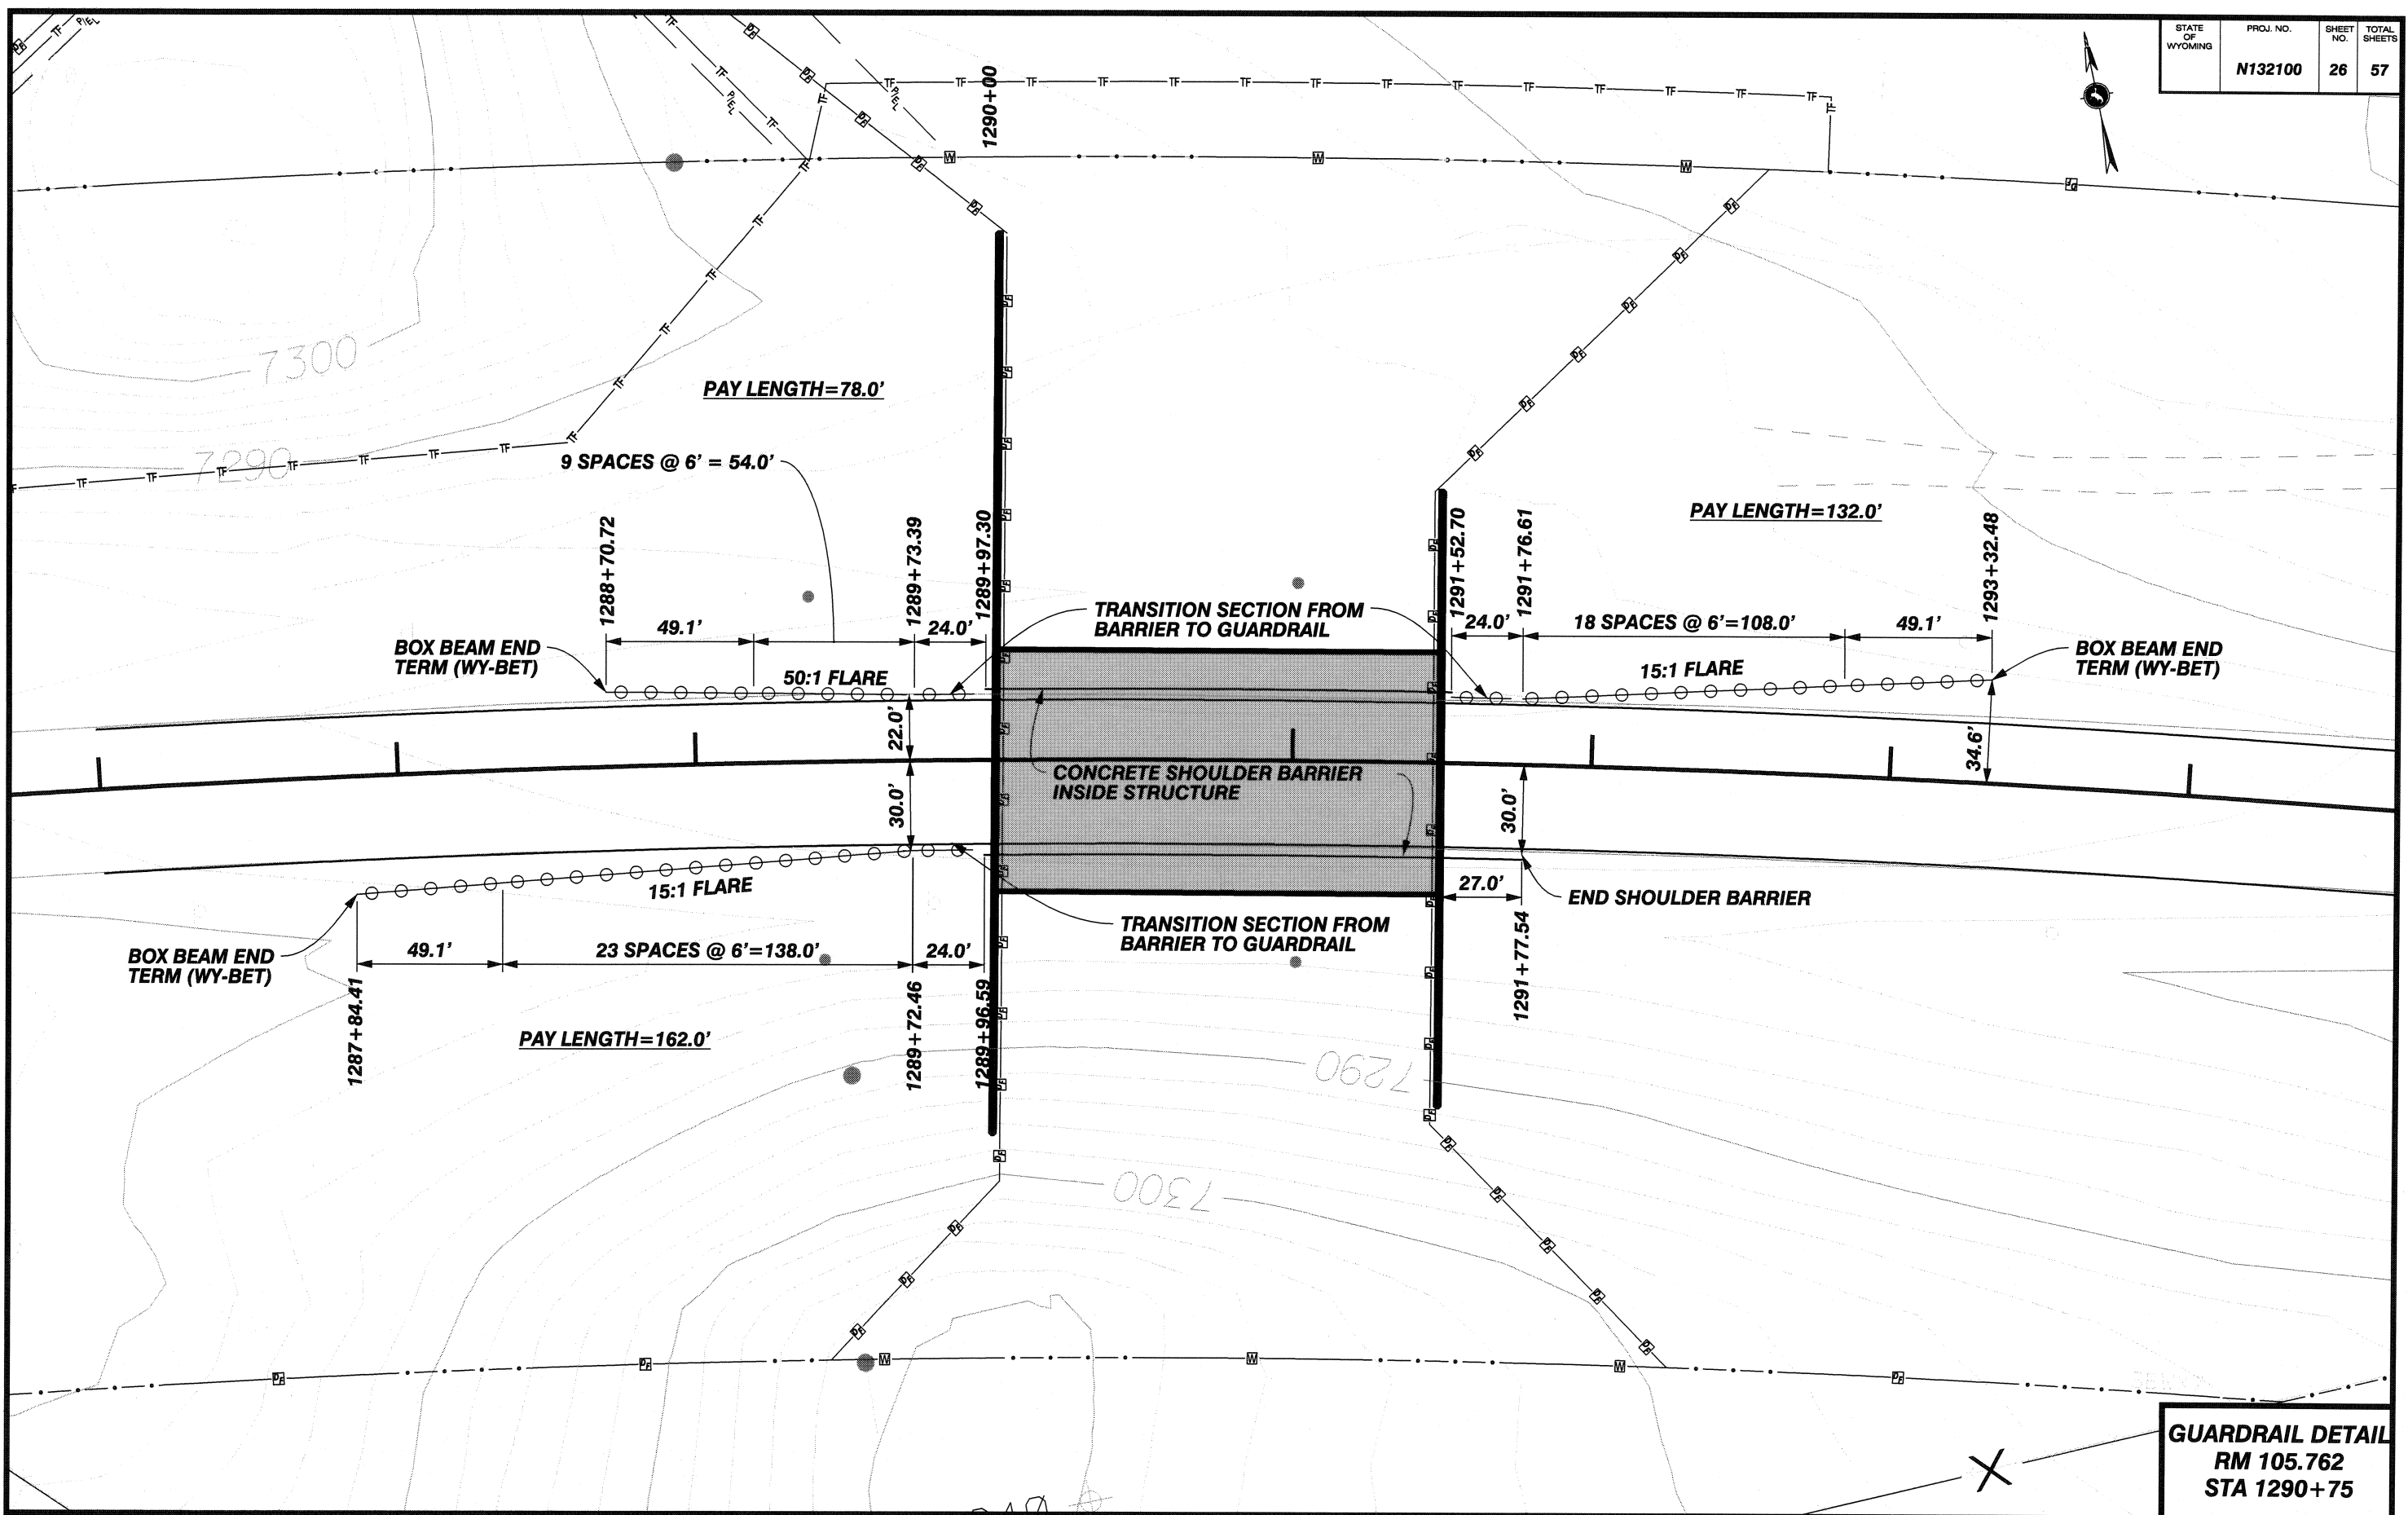 STATE OF WYOMING
PROJ. NO.
SHEET NO.
TOTAL SHEETS
N132100
26
57
1290+00
7300
7290
PAY LENGTH=78.0'
9 SPACES @ 6' = 54.0'
1288+70.72
1289+73.39
1289+97.30
49.1'
24.0'
BOX BEAM END
TERM (WY-BET)
50:1 FLARE
22.0'
30.0'
TRANSITION SECTION FROM
BARRIER TO GUARDRAIL
CONCRETE SHOULDER BARRIER
INSIDE STRUCTURE
PAY LENGTH=132.0'
1291+52.70
1291+76.61
1293+32.48
24.0'
18 SPACES @ 6'=108.0'
49.1'
15:1 FLARE
BOX BEAM END
TERM (WY-BET)
34.6'
30.0'
27.0'
END SHOULDER BARRIER
1291+77.54
15:1 FLARE
TRANSITION SECTION FROM
BARRIER TO GUARDRAIL
BOX BEAM END
TERM (WY-BET)
49.1'
23 SPACES @ 6'=138.0'
24.0'
1287+84.41
1289+72.46
1289+96.59
PAY LENGTH=162.0'
7290
7300
GUARDRAIL DETAIL
RM 105.762
STA 1290+75